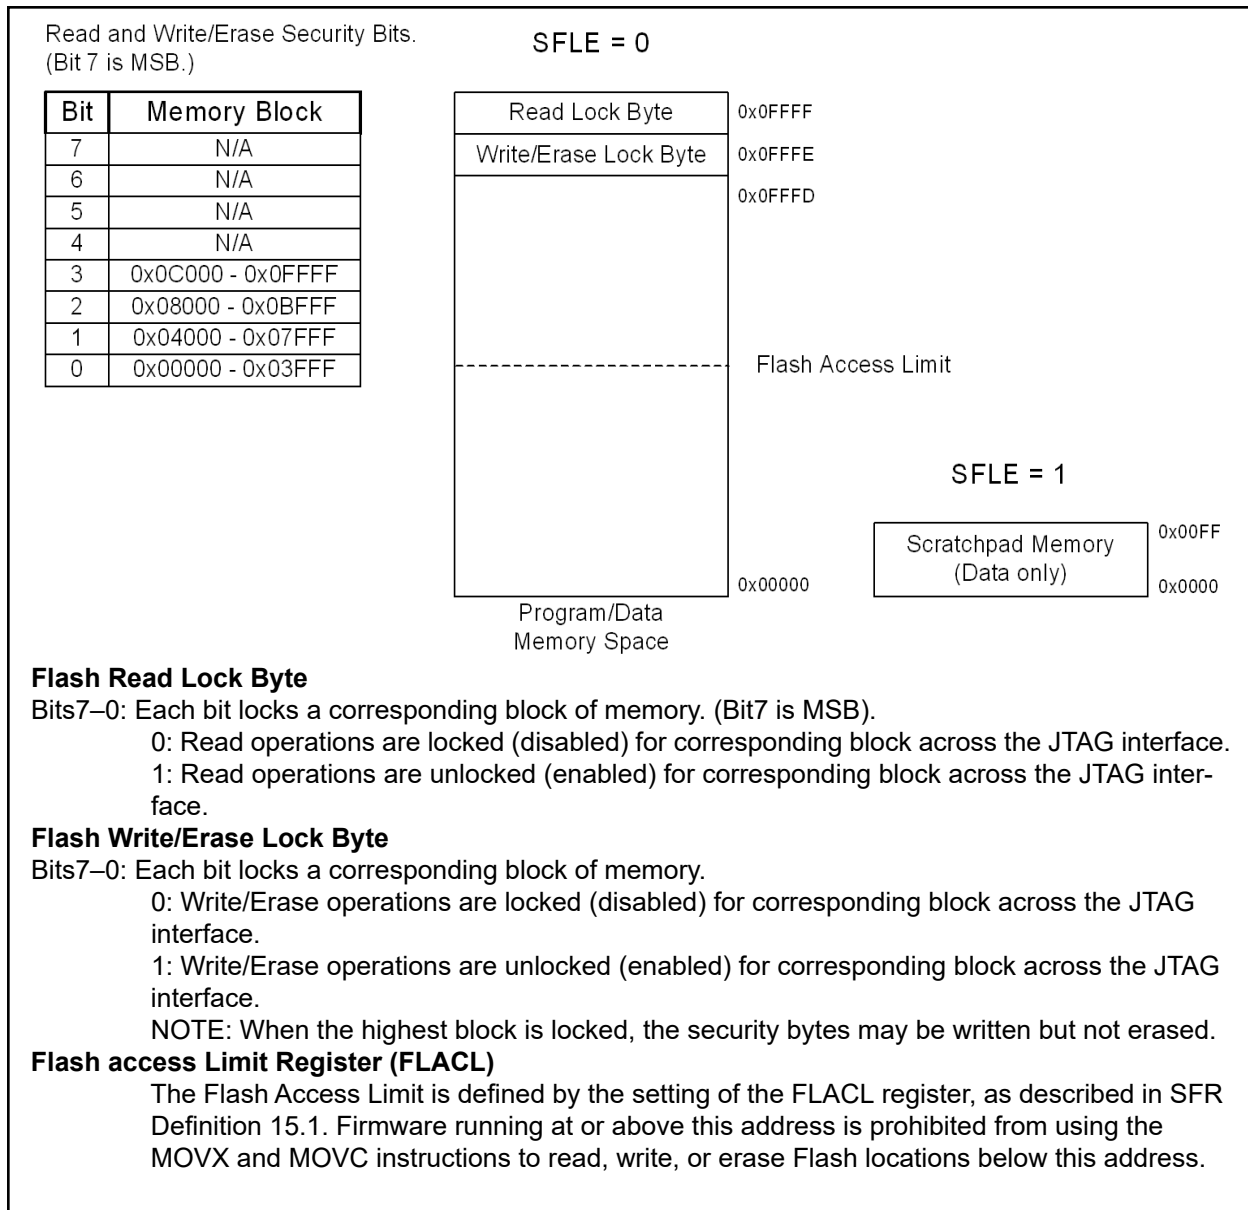 Read and Write/Erase Security Bits.
(Bit 7 is MSB.)
SFLE = 0
Bit Memory Block
7 N/A
6 N/A
5 N/A
4 N/A
3 0x0C000 - 0x0FFFF
2 0x08000 - 0x0BFFF
1 0x04000 - 0x07FFF
0 0x00000 - 0x03FFF
Read Lock Byte 0x0FFFF
Write/Erase Lock Byte 0x0FFFE
0x0FFFD
Flash Access Limit
0x00000
Program/Data
Memory Space
SFLE = 1
Scratchpad Memory
(Data only)
0x00FF
0x0000
Flash Read Lock Byte
Bits7–0: Each bit locks a corresponding block of memory. (Bit7 is MSB).
0: Read operations are locked (disabled) for corresponding block across the JTAG interface.
1: Read operations are unlocked (enabled) for corresponding block across the JTAG inter-
face.
Flash Write/Erase Lock Byte
Bits7–0: Each bit locks a corresponding block of memory.
0: Write/Erase operations are locked (disabled) for corresponding block across the JTAG
interface.
1: Write/Erase operations are unlocked (enabled) for corresponding block across the JTAG
interface.
NOTE: When the highest block is locked, the security bytes may be written but not erased.
Flash access Limit Register (FLACL)
The Flash Access Limit is defined by the setting of the FLACL register, as described in SFR
Definition 15.1. Firmware running at or above this address is prohibited from using the
MOVX and MOVC instructions to read, write, or erase Flash locations below this address.